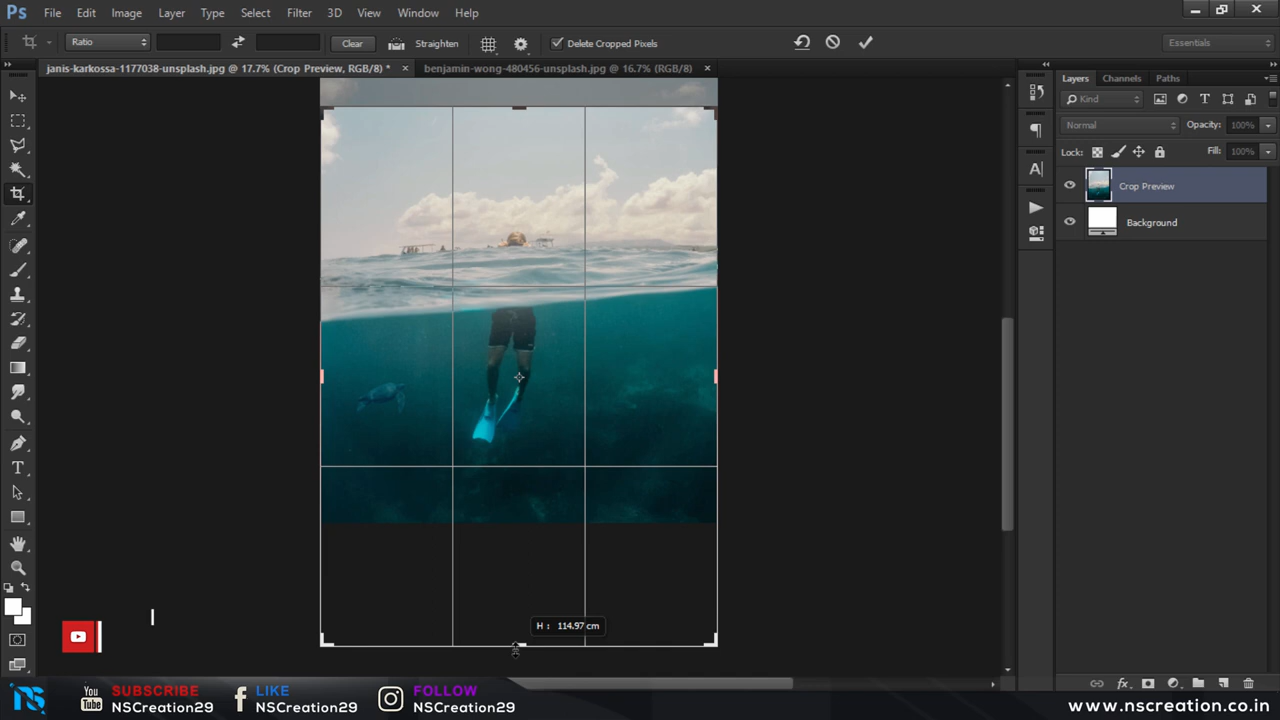 Ps File Edit Image Layer Type Select Filter 3D View Window Help
Ratio Clear Straighten Delete Cropped Pixels Essentials
janis-karkossa-1177038-unsplash.jpg @ 17.7% (Crop Preview, RGB/8) * × benjamin-wong-480456-unsplash.jpg @ 16.7% (RGB/8) ×
Layers Channels Paths
Kind
Normal Opacity: 100%
Lock: Fill: 100%
Crop Preview
Background
H : 114.97 cm
You Tube SUBSCRIBE NSCreation29
LIKE NSCreation29
FOLLOW NSCreation29
www.nscreation.co.in